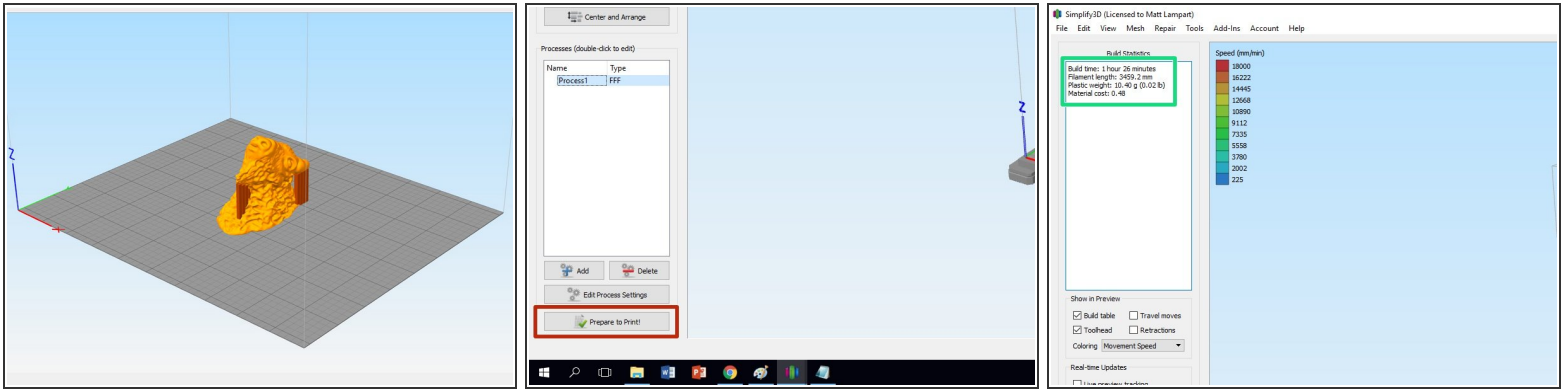 Z
Center and Arrange
Processes (double-click to edit)
Name Type
Process1 FFF
Add Delete
Edit Process Settings
Prepare to Print!
Z
Simplify3D (Licensed to Matt Lampart)
File Edit View Mesh Repair Tools Add-Ins Account Help
Build Statistics
Build time: 1 hour 26 minutes
Filament length: 3459.2 mm
Plastic weight: 10.40 g (0.02 lb)
Material cost: 0.48
Speed (mm/min)
18000
16222
14445
12668
10890
9112
7335
5558
3780
2002
225
Show in Preview
Build table Travel moves
Toolhead Retractions
Coloring Movement Speed
Real-time Updates
Live preview tracking